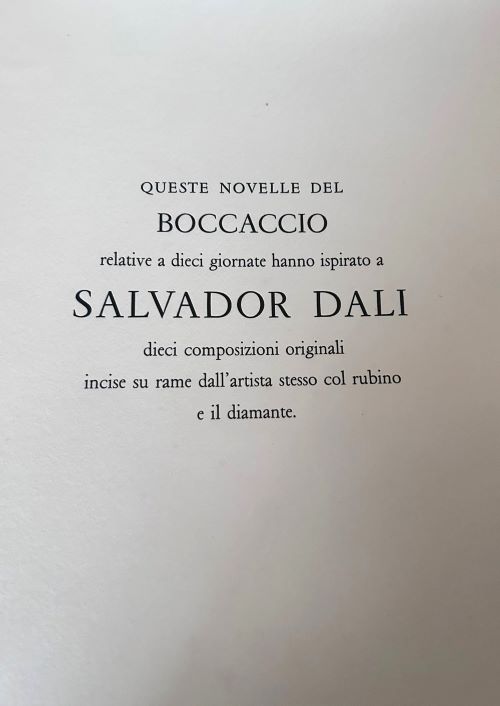 QUESTE NOVELLE DEL
BOCCACCIO
relative a dieci giornate hanno ispirato a
SALVADOR DALI
dieci composizioni originali
incise su rame dall'artista stesso col rubino
e il diamante.